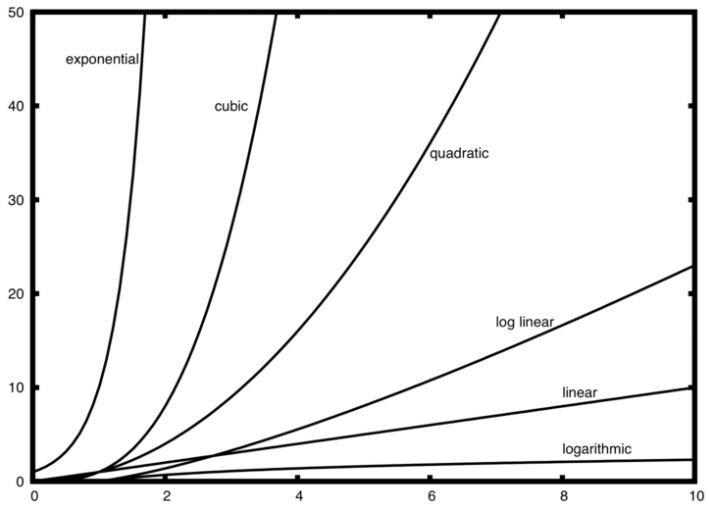 50
exponential
cubic
40
quadratic
30
20
log linear
10
linear
logarithmic
0
0 2 4 6 8 10